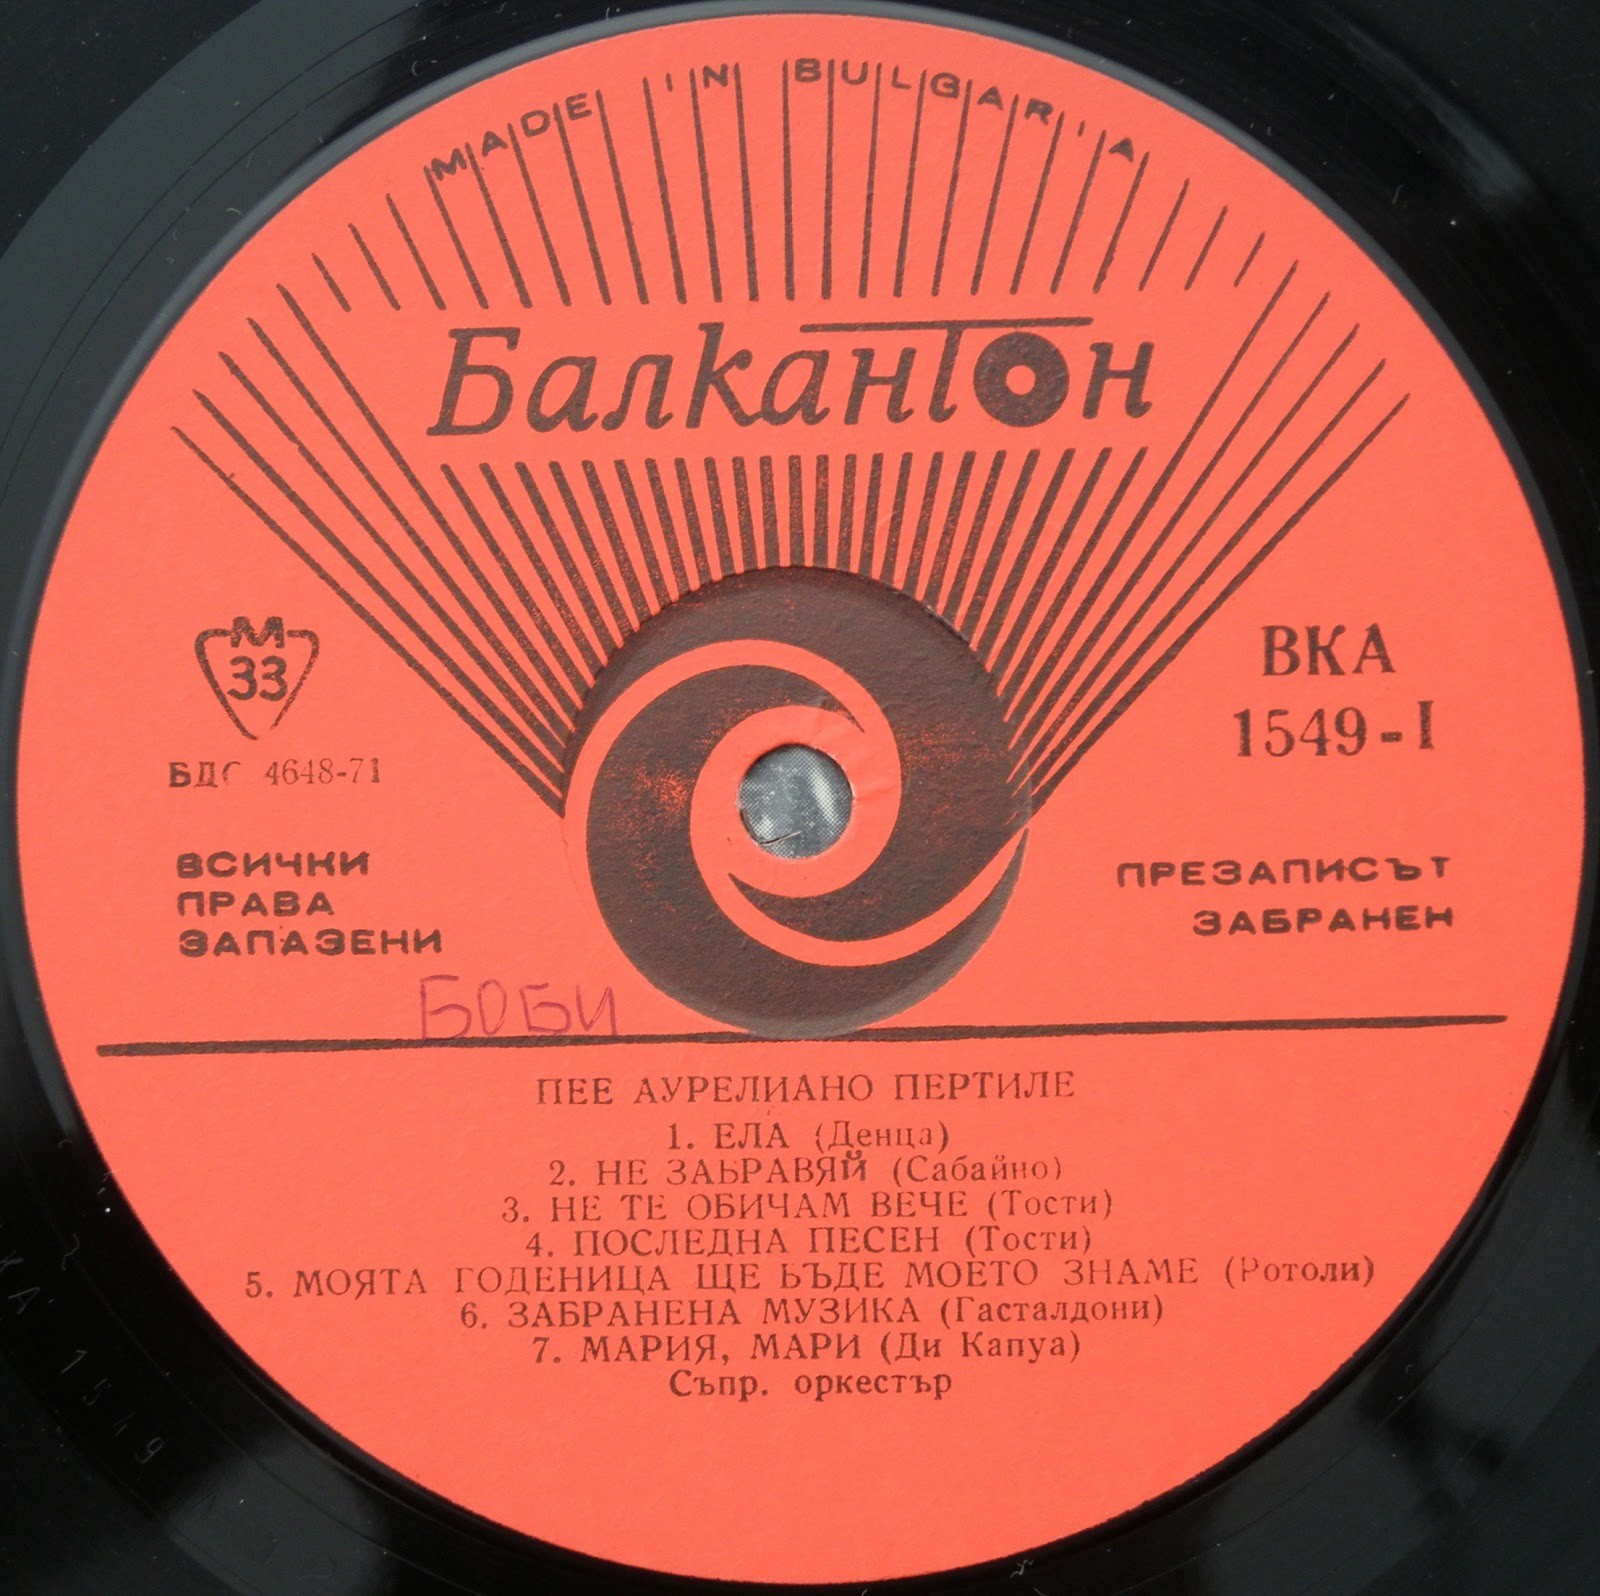 MADE IN BULGARIA
Балкантон
М
33
БДС 4648-71
ВКА
1549-I
ВСИЧКИ
ПРАВА
ЗАПАЗЕНИ
ПРЕЗАПИСЪТ
ЗАБРАНЕН
БОБИ
ПЕЕ АУРЕЛИАНО ПЕРТИЛЕ
1. ЕЛА (Денца)
2. НЕ ЗАБРАВЯЙ (Сабайно)
3. НЕ ТЕ ОБИЧАМ ВЕЧЕ (Тости)
4. ПОСЛЕДНА ПЕСЕН (Тости)
5. МОЯТА ГОДЕНИЦА ЩЕ БЪДЕ МОЕТО ЗНАМЕ (Ротоли)
6. ЗАБРАНЕНА МУЗИКА (Гасталдони)
7. МАРИЯ, МАРИ (Ди Капуа)
Съпр. оркестър
1549